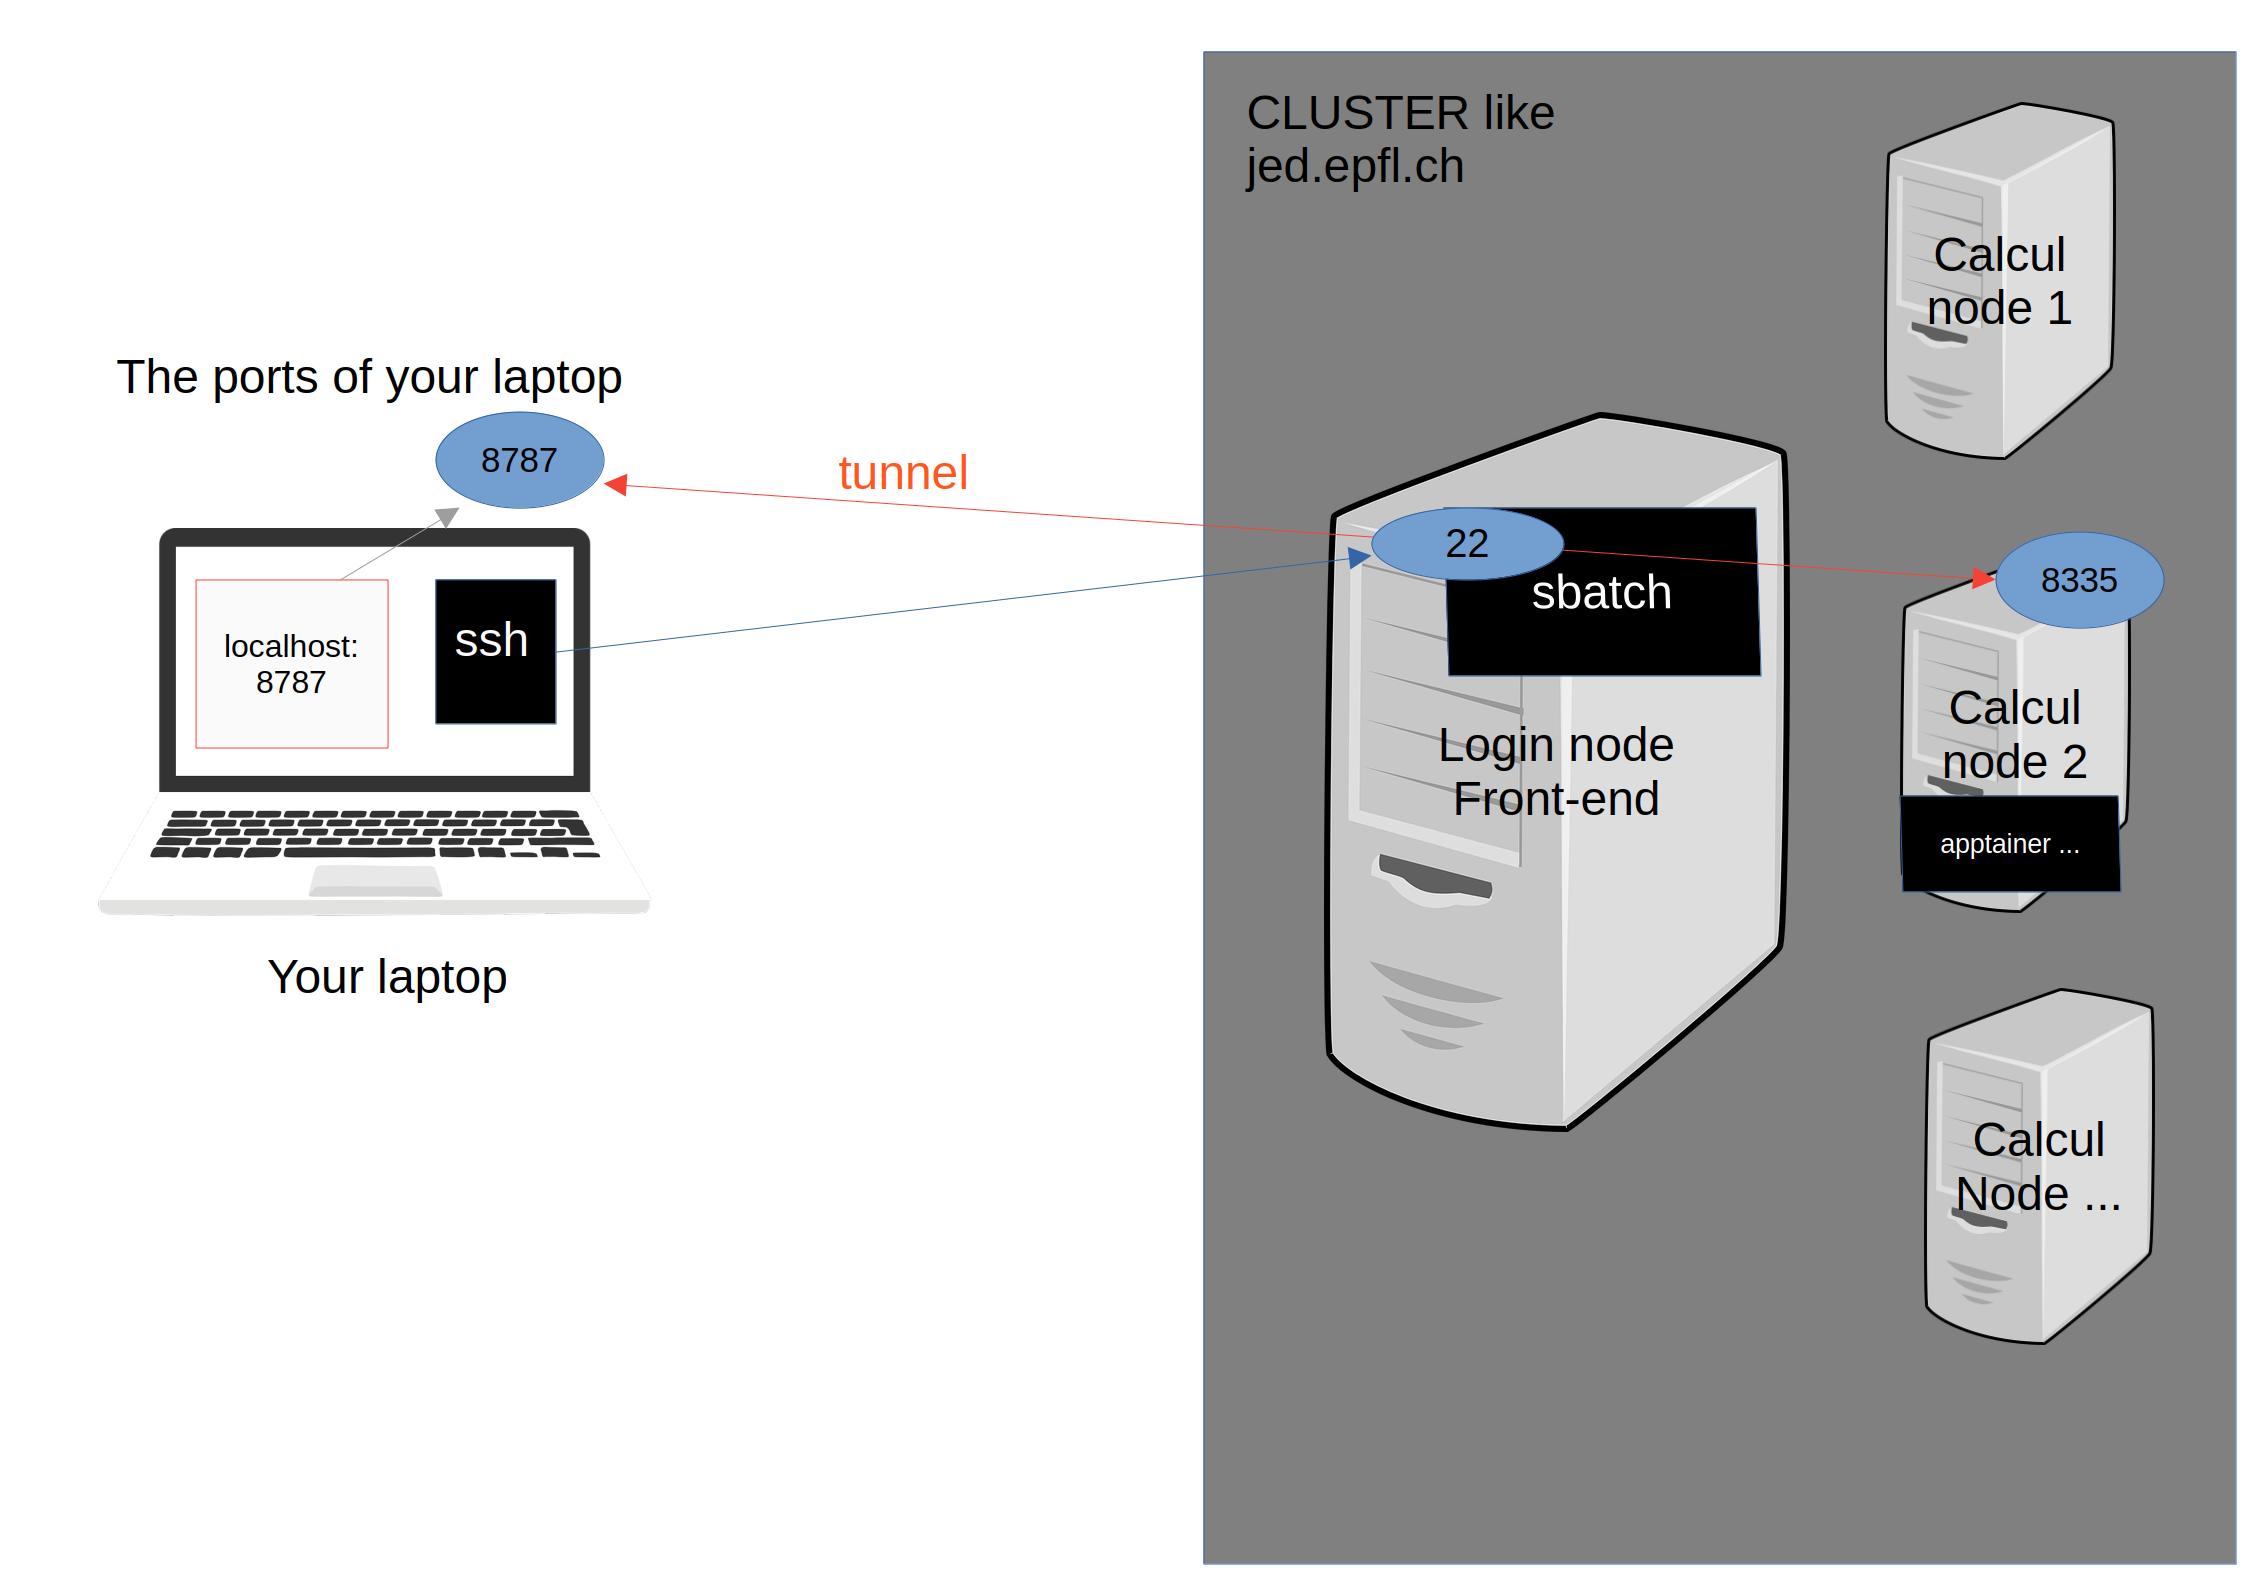 CLUSTER like
jed.epfl.ch
Calcul
node 1
The ports of your laptop
8787
tunnel
22
sbatch
8335
localhost:
8787
ssh
Login node
Front-end
Calcul
node 2
apptainer ...
Your laptop
Calcul
Node ...